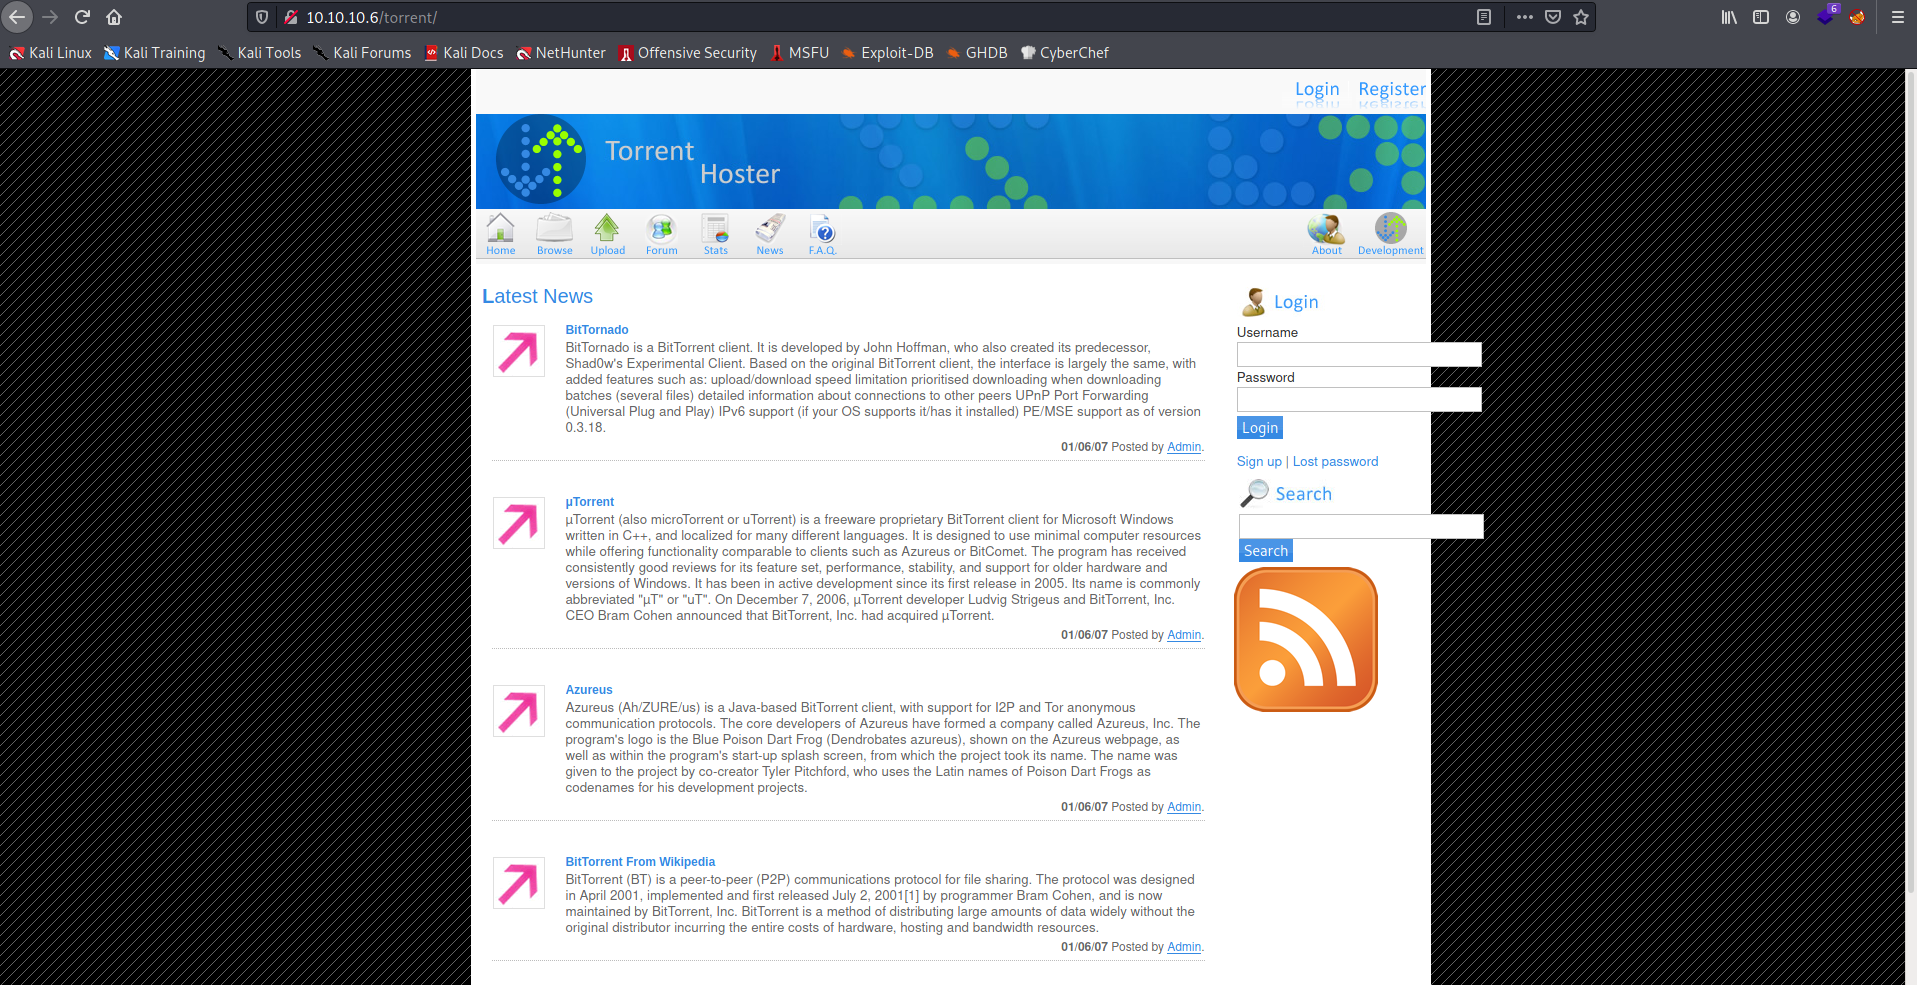 10.10.10.6/torrent/
6
Kali Linux Kali Training Kali Tools Kali Forums Kali Docs NetHunter Offensive Security MSFU Exploit-DB GHDB CyberChef
Login Register
Torrent
Hoster
Home Browse Upload Forum Stats News F.A.Q. About Development
Latest News
BitTornado
BitTornado is a BitTorrent client. It is developed by John Hoffman, who also created its predecessor,
Shad0w's Experimental Client. Based on the original BitTorrent client, the interface is largely the same, with
added features such as: upload/download speed limitation prioritised downloading when downloading
batches (several files) detailed information about connections to other peers UPnP Port Forwarding
(Universal Plug and Play) IPv6 support (if your OS supports it/has it installed) PE/MSE support as of version
0.3.18.
01/06/07 Posted by Admin.
µTorrent
µTorrent (also microTorrent or uTorrent) is a freeware proprietary BitTorrent client for Microsoft Windows
written in C++, and localized for many different languages. It is designed to use minimal computer resources
while offering functionality comparable to clients such as Azureus or BitComet. The program has received
consistently good reviews for its feature set, performance, stability, and support for older hardware and
versions of Windows. It has been in active development since its first release in 2005. Its name is commonly
abbreviated "µT" or "uT". On December 7, 2006, µTorrent developer Ludvig Strigeus and BitTorrent, Inc.
CEO Bram Cohen announced that BitTorrent, Inc. had acquired µTorrent.
01/06/07 Posted by Admin.
Azureus
Azureus (Ah/ZURE/us) is a Java-based BitTorrent client, with support for I2P and Tor anonymous
communication protocols. The core developers of Azureus have formed a company called Azureus, Inc. The
program's logo is the Blue Poison Dart Frog (Dendrobates azureus), shown on the Azureus webpage, as
well as within the program's start-up splash screen, from which the project took its name. The name was
given to the project by co-creator Tyler Pitchford, who uses the Latin names of Poison Dart Frogs as
codenames for his development projects.
01/06/07 Posted by Admin.
BitTorrent From Wikipedia
BitTorrent (BT) is a peer-to-peer (P2P) communications protocol for file sharing. The protocol was designed
in April 2001, implemented and first released July 2, 2001[1] by programmer Bram Cohen, and is now
maintained by BitTorrent, Inc. BitTorrent is a method of distributing large amounts of data widely without the
original distributor incurring the entire costs of hardware, hosting and bandwidth resources.
01/06/07 Posted by Admin.
Login
Username
Password
Login
Sign up | Lost password
Search
Search